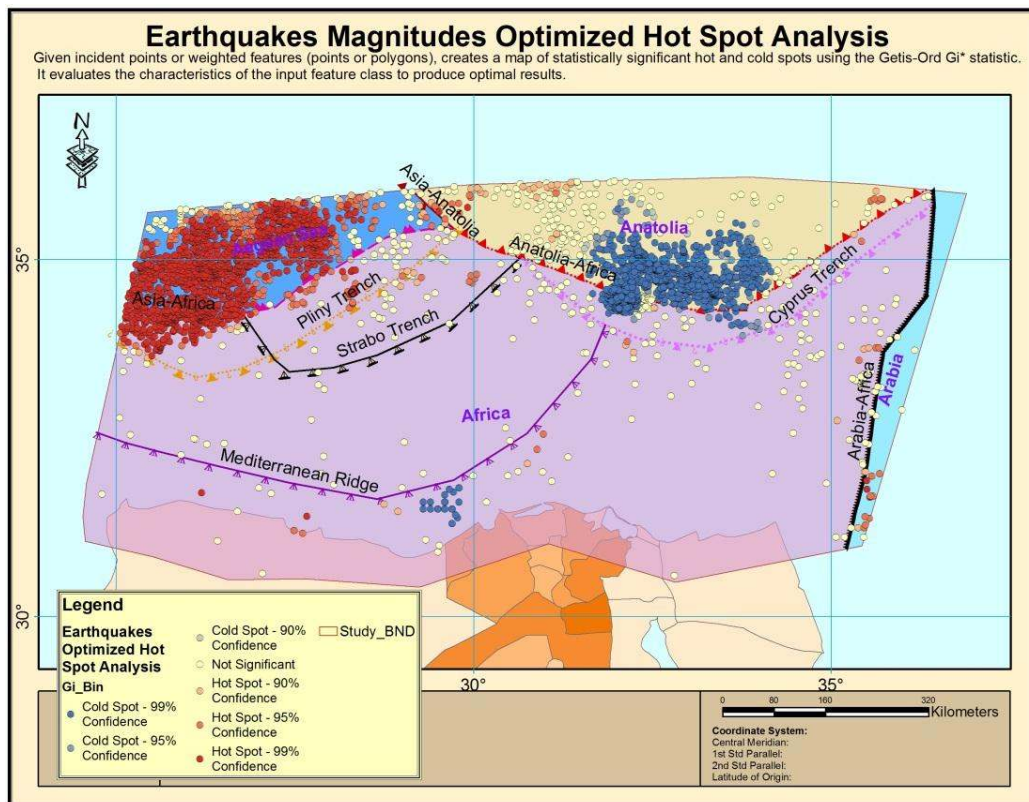 Earthquakes Magnitudes Optimized Hot Spot Analysis
Given incident points or weighted features (points or polygons), creates a map of statistically significant hot and cold spots using the Getis-Ord Gi* statistic.
It evaluates the characteristics of the input feature class to produce optimal results.
N
Asia-Anatolia
Aegean Sea
Anatolia
Anatolia-Africa
35°
Asia-Africa
Pliny Trench
Cyprus Trench
Strabo Trench
Arabia
Africa
Arabia-Africa
Mediterranean Ridge
30°
Legend
Earthquakes
Optimized Hot
Spot Analysis
Gi_Bin
Cold Spot - 99%
Confidence
Cold Spot - 95%
Confidence
Cold Spot - 90%
Confidence
Not Significant
Hot Spot - 90%
Confidence
Hot Spot - 95%
Confidence
Hot Spot - 99%
Confidence
Study_BND
30°
35°
0 80 160 320
Kilometers
Coordinate System:
Central Meridian:
1st Std Parallel:
2nd Std Parallel:
Latitude of Origin: